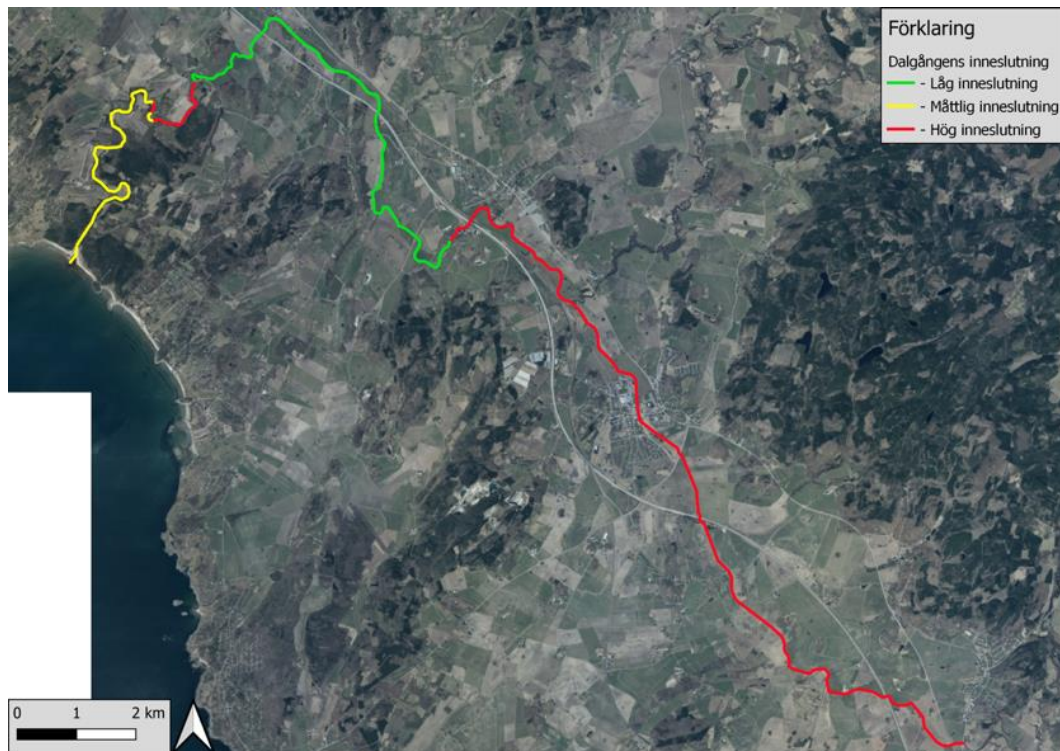 Förklaring
Dalgångens inneslutning
- Låg inneslutning
- Måttlig inneslutning
- Hög inneslutning
0 1 2 km